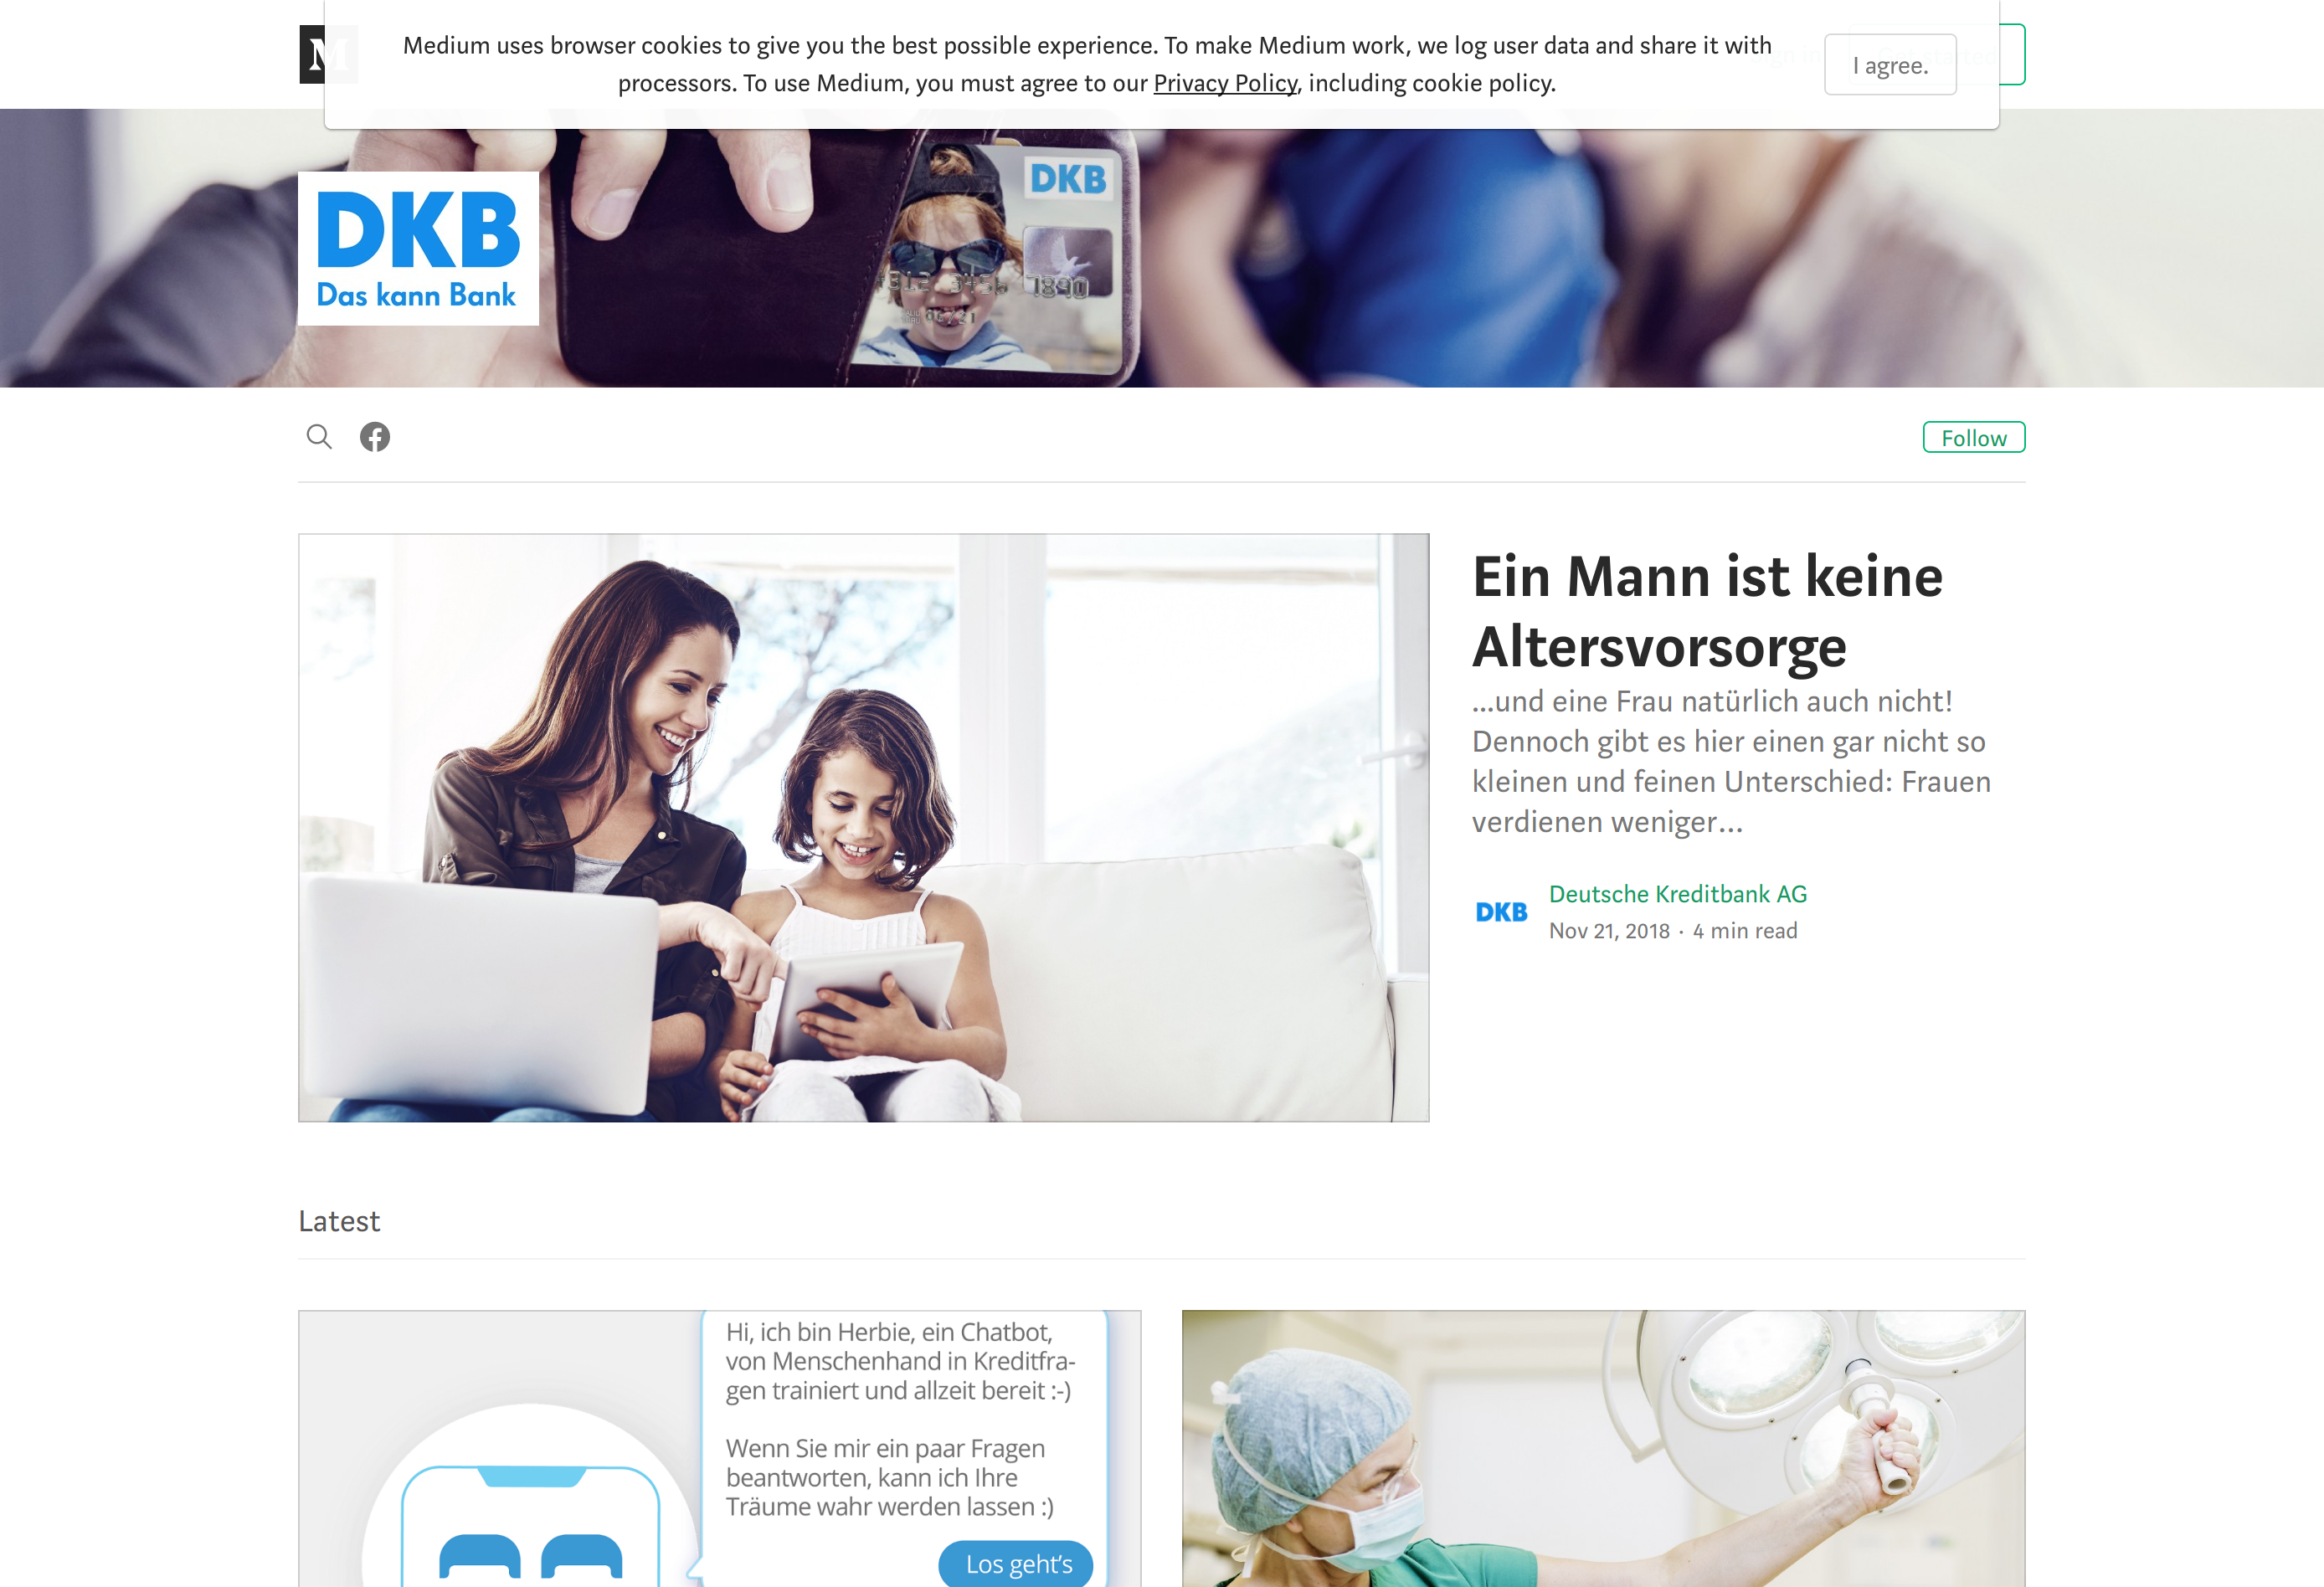 M
Medium uses browser cookies to give you the best possible experience. To make Medium work, we log user data and share it with
processors. To use Medium, you must agree to our Privacy Policy, including cookie policy.
I agree.
DKB
Das kann Bank
DKB
7890
Follow
Ein Mann ist keine
Altersvorsorge
...und eine Frau natürlich auch nicht!
Dennoch gibt es hier einen gar nicht so
kleinen und feinen Unterschied: Frauen
verdienen weniger...
DKB
Deutsche Kreditbank AG
Nov 21, 2018 · 4 min read
Latest
Hi, ich bin Herbie, ein Chatbot,
von Menschenhand in Kreditfra-
gen trainiert und allzeit bereit :-)
Wenn Sie mir ein paar Fragen
beantworten, kann ich Ihre
Träume wahr werden lassen :)
Los geht's